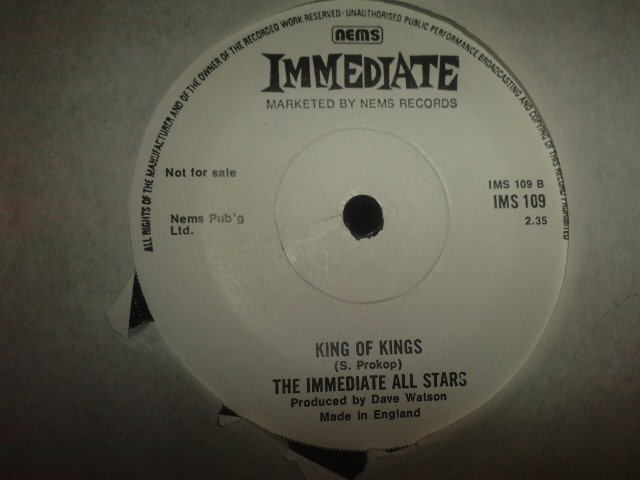 ALL RIGHTS OF THE MANUFACTURER AND OF THE OWNER OF THE RECORDED WORK RESERVED · UNAUTHORISED PUBLIC PERFORMANCE BROADCASTING AND COPYING OF THIS RECORD PROHIBITED
nems
IMMEDIATE
MARKETED BY NEMS RECORDS
Not for sale
IMS 109 B
IMS 109
2.35
Nems Pub'g
Ltd.
KING OF KINGS
(S. Prokop)
THE IMMEDIATE ALL STARS
Produced by Dave Watson
Made in England